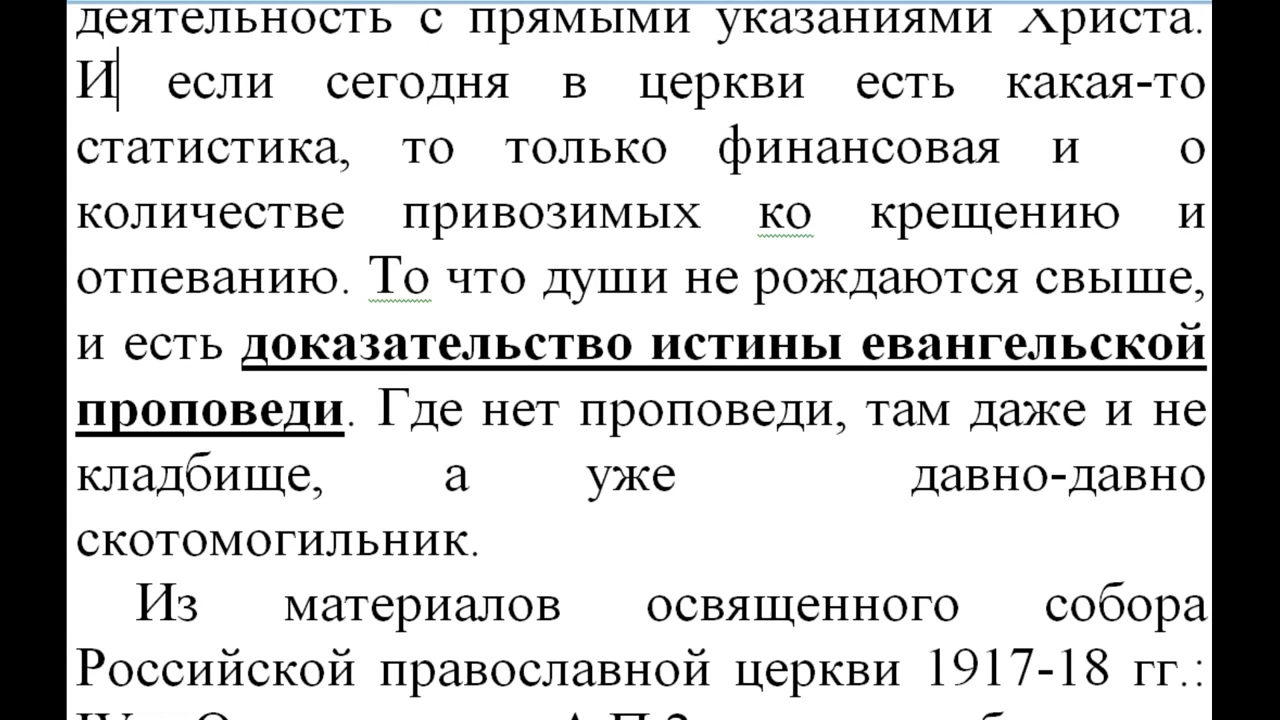 деятельность с прямыми указаниями Христа.
И если сегодня в церкви есть какая-то
статистика, то только финансовая и о
количестве привозимых ко крещению и
отпеванию. То что души не рождаются свыше,
и есть доказательство истины евангельской
проповеди. Где нет проповеди, там даже и не
кладбище, а уже давно-давно
скотомогильник.
Из материалов освященного собора
Российской православной церкви 1917-18 гг.: